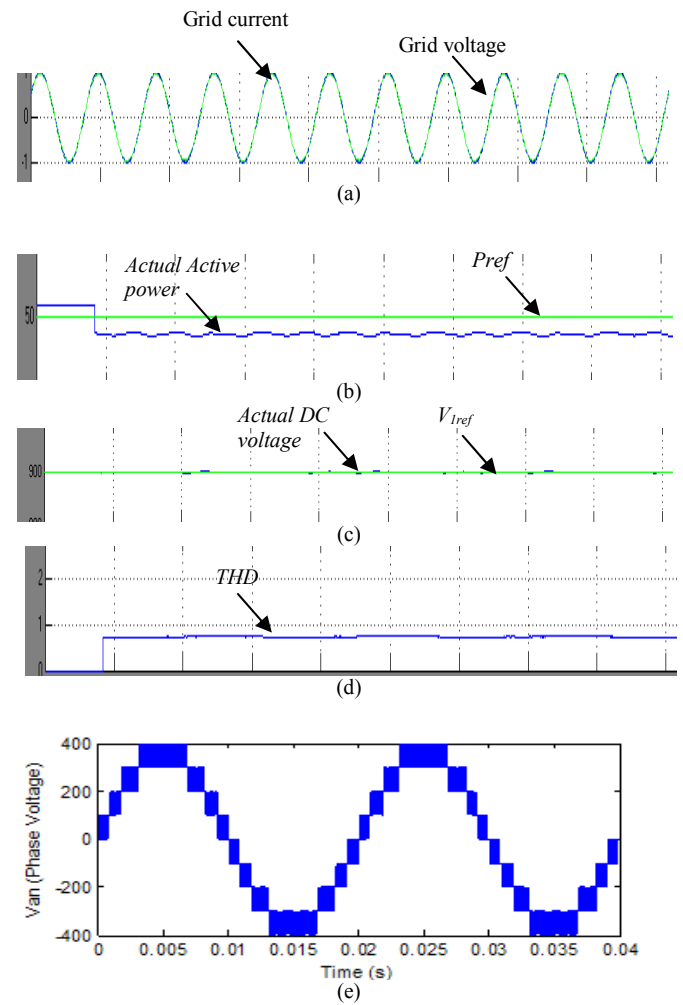 Grid current
Grid voltage
0
-1
(a)
Actual Active
power
Pref
50
(b)
Actual DC
voltage
V1ref
900
(c)
2
THD
1
0
(d)
400
200
0
-200
-400
Van (Phase Voltage)
0 0.005 0.01 0.015 0.02 0.025 0.03 0.035 0.04
Time (s)
(e)